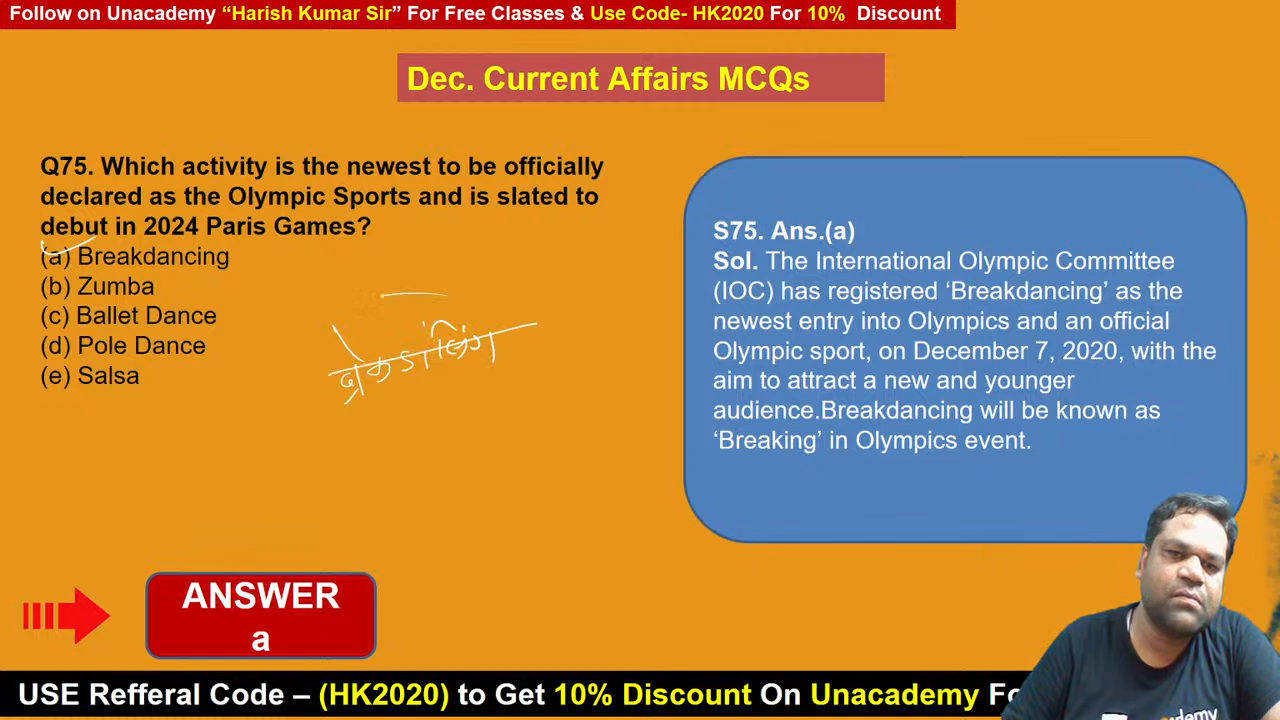 Follow on Unacademy “Harish Kumar Sir” For Free Classes & Use Code- HK2020 For 10% Discount
Dec. Current Affairs MCQs
Q75. Which activity is the newest to be officially
declared as the Olympic Sports and is slated to
debut in 2024 Paris Games?
(a) Breakdancing
(b) Zumba
(c) Ballet Dance
(d) Pole Dance
(e) Salsa
S75. Ans.(a)
Sol. The International Olympic Committee
(IOC) has registered ‘Breakdancing’ as the
newest entry into Olympics and an official
Olympic sport, on December 7, 2020, with the
aim to attract a new and younger
audience.Breakdancing will be known as
‘Breaking’ in Olympics event.
ANSWER
a
USE Refferal Code – (HK2020) to Get 10% Discount On Unacademy